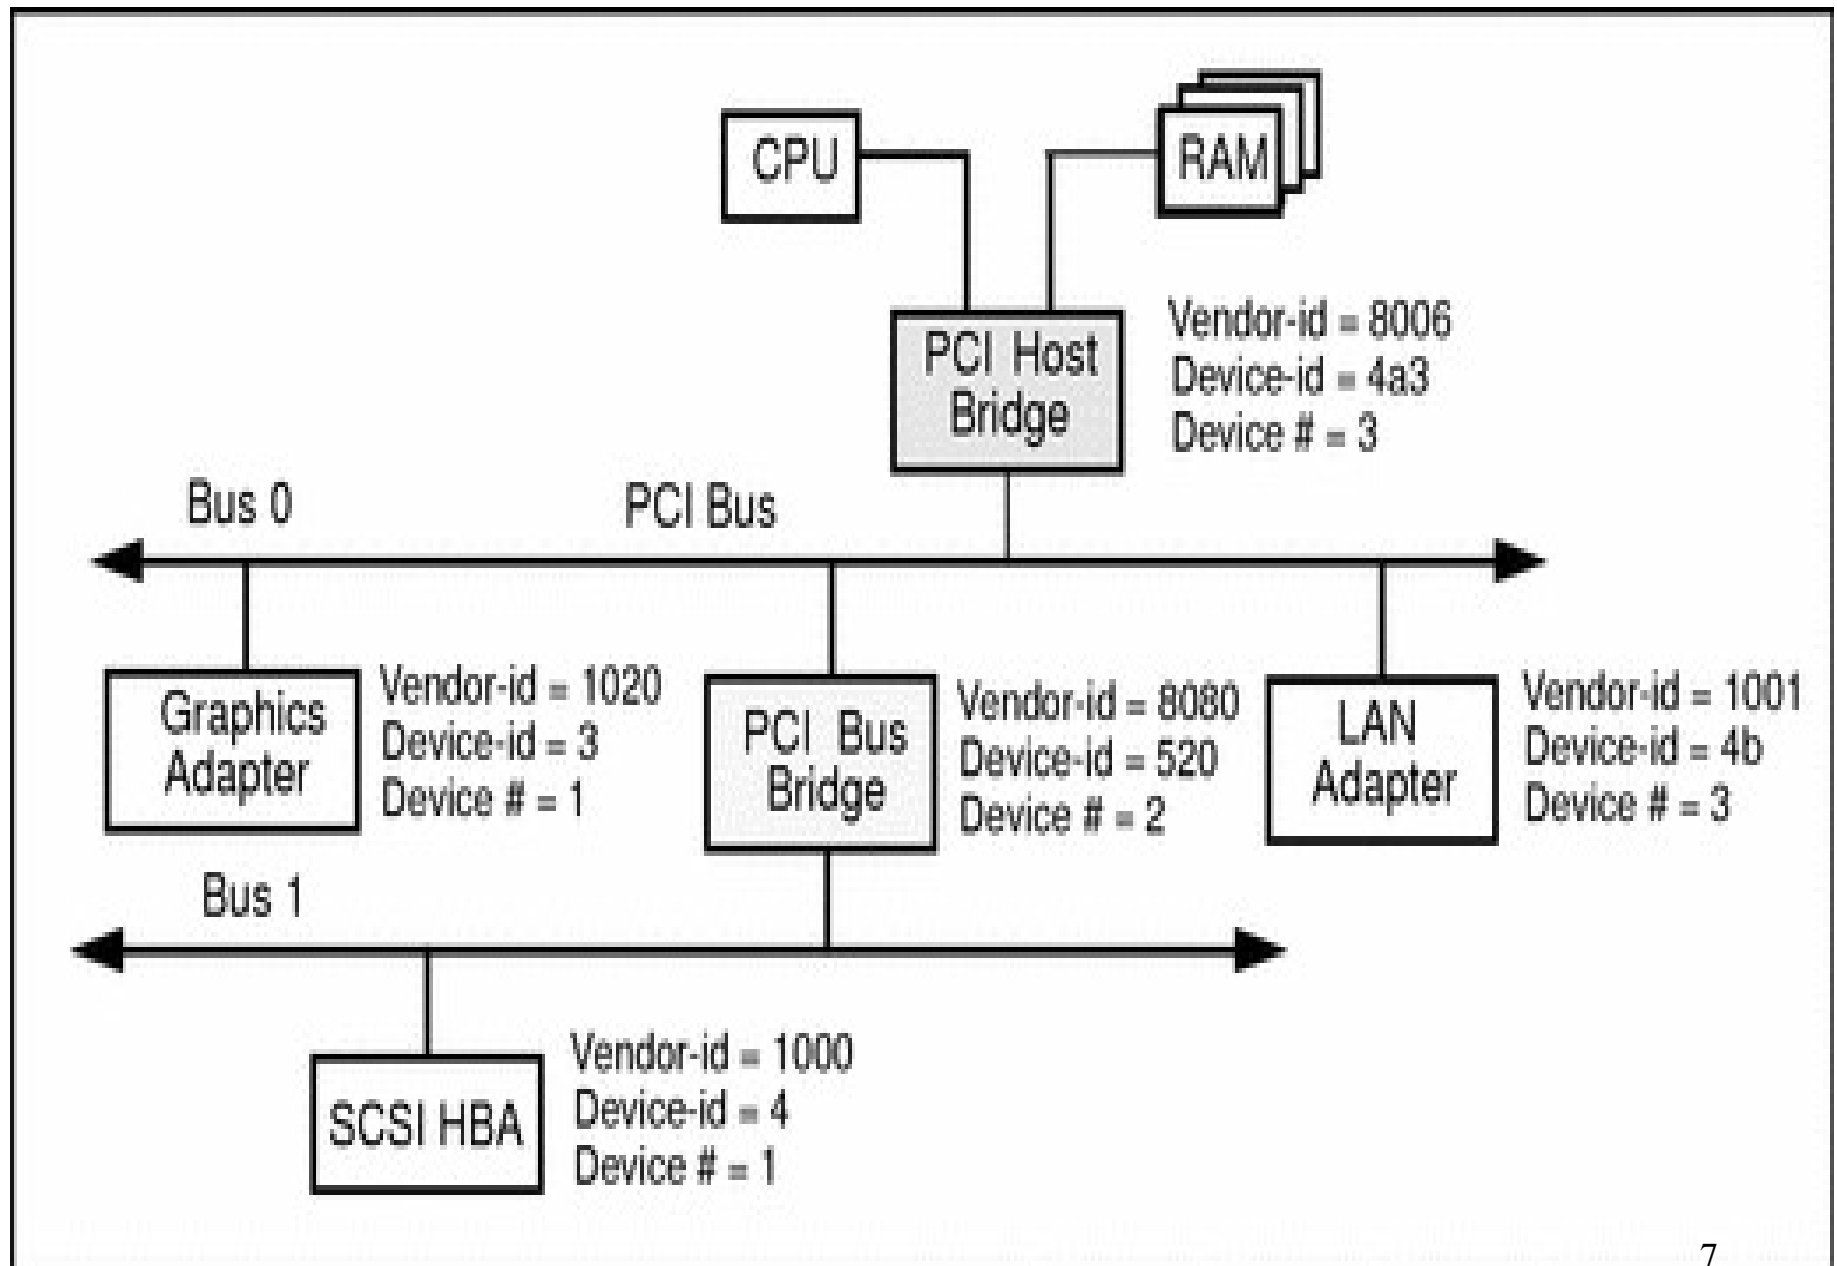 CPU
RAM
PCI Host
Bridge
Vendor-id = 8006
Device-id = 4a3
Device # = 3
Bus 0
PCI Bus
Graphics
Adapter
Vendor-id = 1020
Device-id = 3
Device # = 1
PCI Bus
Bridge
Vendor-id = 8080
Device-id = 520
Device # = 2
LAN
Adapter
Vendor-id = 1001
Device-id = 4b
Device # = 3
Bus 1
SCSI HBA
Vendor-id = 1000
Device-id = 4
Device # = 1
7